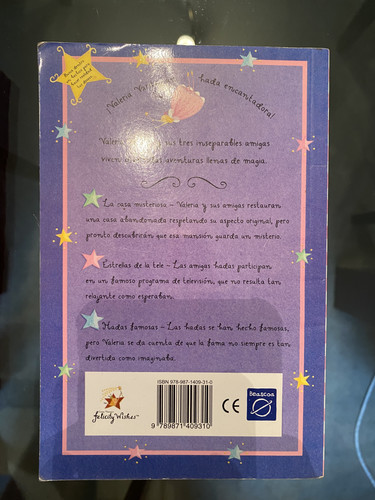 ¡Valeria Va hada encantadora!
Valeria sus tres inseparables amigas
viven aventuras llenas de magia.
La casa misteriosa – Valeria y sus amigas restauran
una casa abandonada respetando su aspecto original, pero
pronto descubrirán que esa mansión guarda un misterio.
Estrellas de la tele – Las amigas hadas participan
en un famoso programa de televisión, que no resulta tan
relajante como esperaban.
Hadas famosas – Las hadas se han hecho famosas,
pero Valeria se da cuenta de que la fama no siempre es tan
divertida como imaginaba.
ISBN 978-987-1409-31-0
9 789871 409310
CE
Beascoa
Felicity Wishes